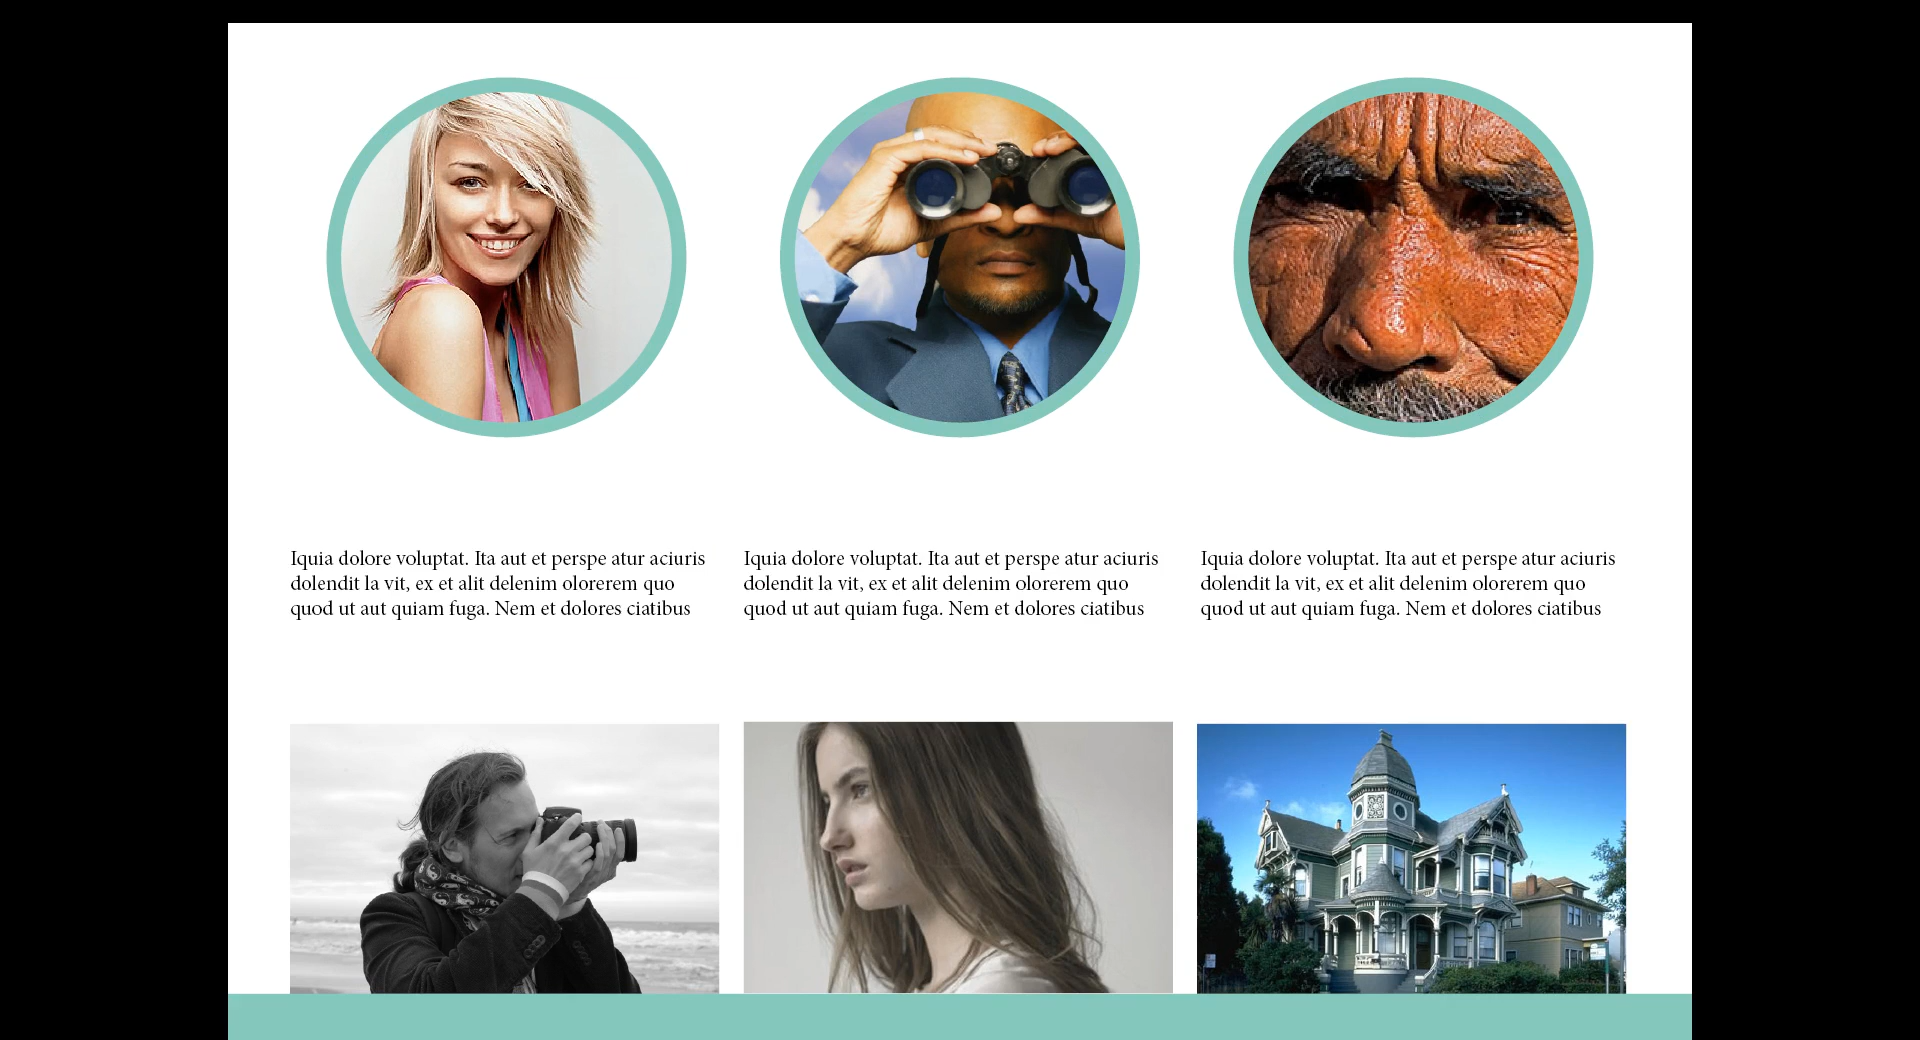 Iquia dolore voluptat. Ita aut et perspe atur aciuris
dolendit la vit, ex et alit delenim olorerem quo
quod ut aut quiam fuga. Nem et dolores ciatibus
Iquia dolore voluptat. Ita aut et perspe atur aciuris
dolendit la vit, ex et alit delenim olorerem quo
quod ut aut quiam fuga. Nem et dolores ciatibus
Iquia dolore voluptat. Ita aut et perspe atur aciuris
dolendit la vit, ex et alit delenim olorerem quo
quod ut aut quiam fuga. Nem et dolores ciatibus